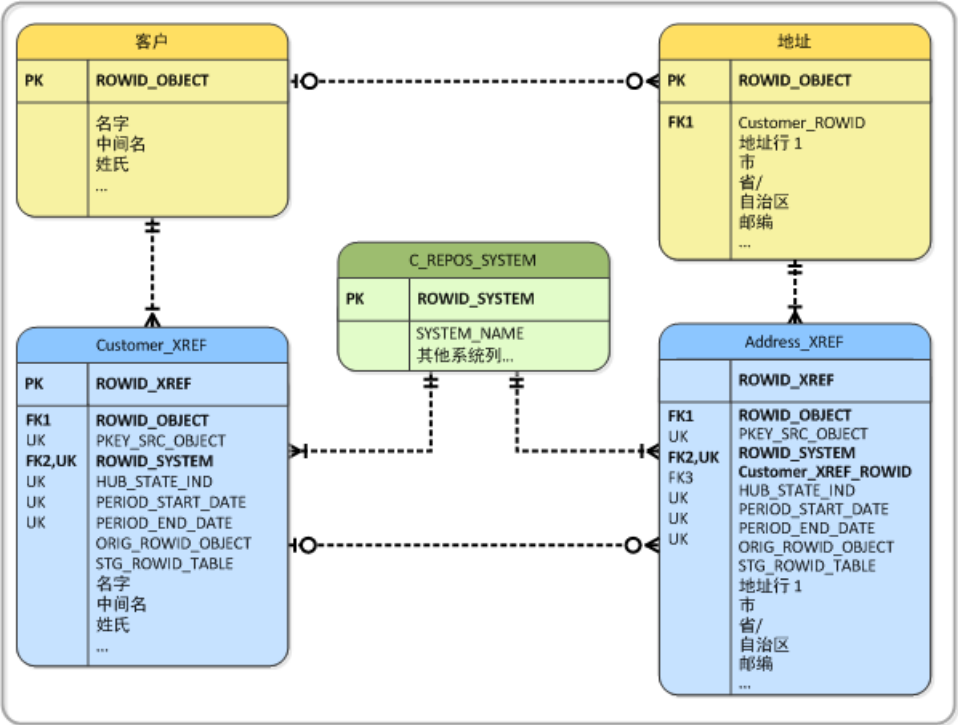 客户
PK ROWID_OBJECT
名字
中间名
姓氏
...
地址
PK ROWID_OBJECT
FK1 Customer_ROWID
地址行 1
市
省/
自治区
邮编
...
C_REPOS_SYSTEM
PK ROWID_SYSTEM
SYSTEM_NAME
其他系统列...
Customer_XREF
PK ROWID_XREF
FK1 ROWID_OBJECT
UK PKEY_SRC_OBJECT
FK2,UK ROWID_SYSTEM
UK HUB_STATE_IND
UK PERIOD_START_DATE
UK PERIOD_END_DATE
ORIG_ROWID_OBJECT
STG_ROWID_TABLE
名字
中间名
姓氏
...
Address_XREF
ROWID_XREF
FK1 ROWID_OBJECT
UK PKEY_SRC_OBJECT
FK2,UK ROWID_SYSTEM
FK3 Customer_XREF_ROWID
UK HUB_STATE_IND
UK PERIOD_START_DATE
UK PERIOD_END_DATE
ORIG_ROWID_OBJECT
STG_ROWID_TABLE
地址行 1
市
省/
自治区
邮编
...